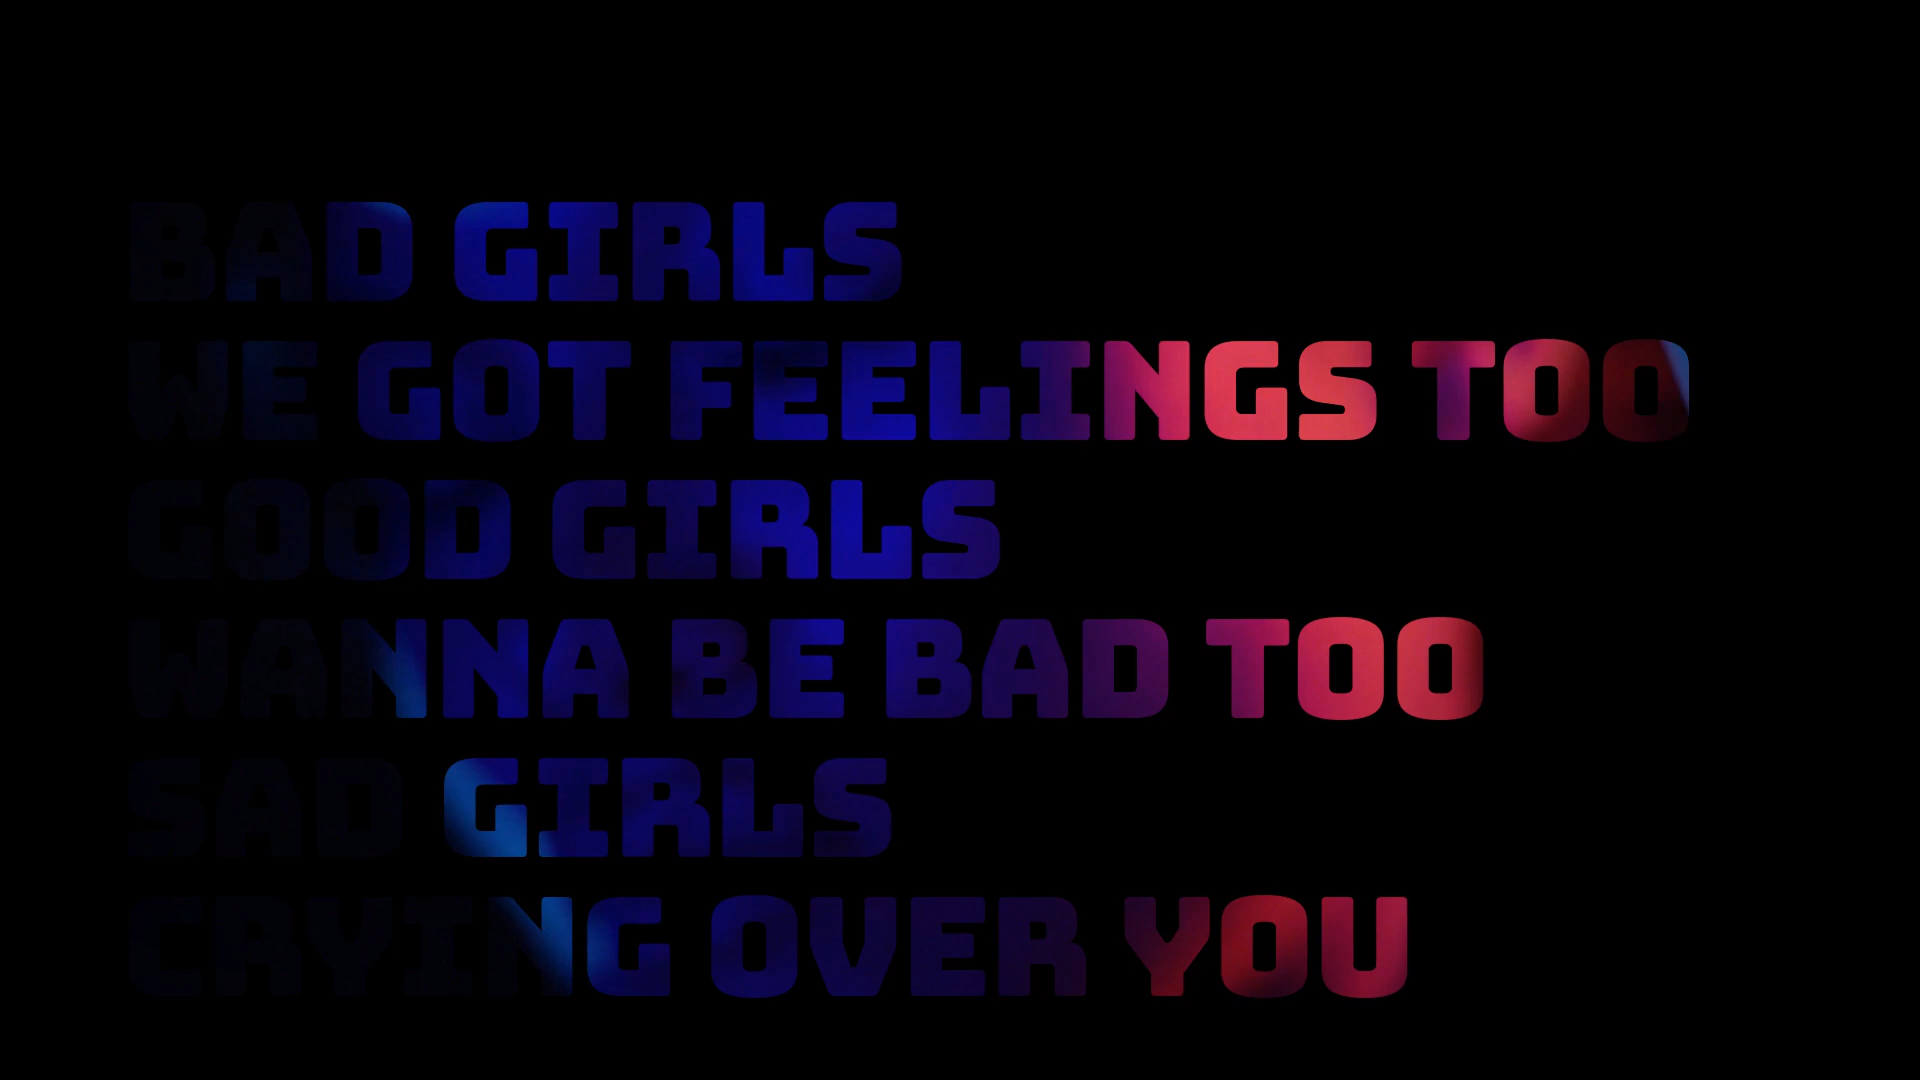 BAD GIRLS
WE GOT FEELINGS TOO
GOOD GIRLS
WANNA BE BAD TOO
SAD GIRLS
CRYING OVER YOU